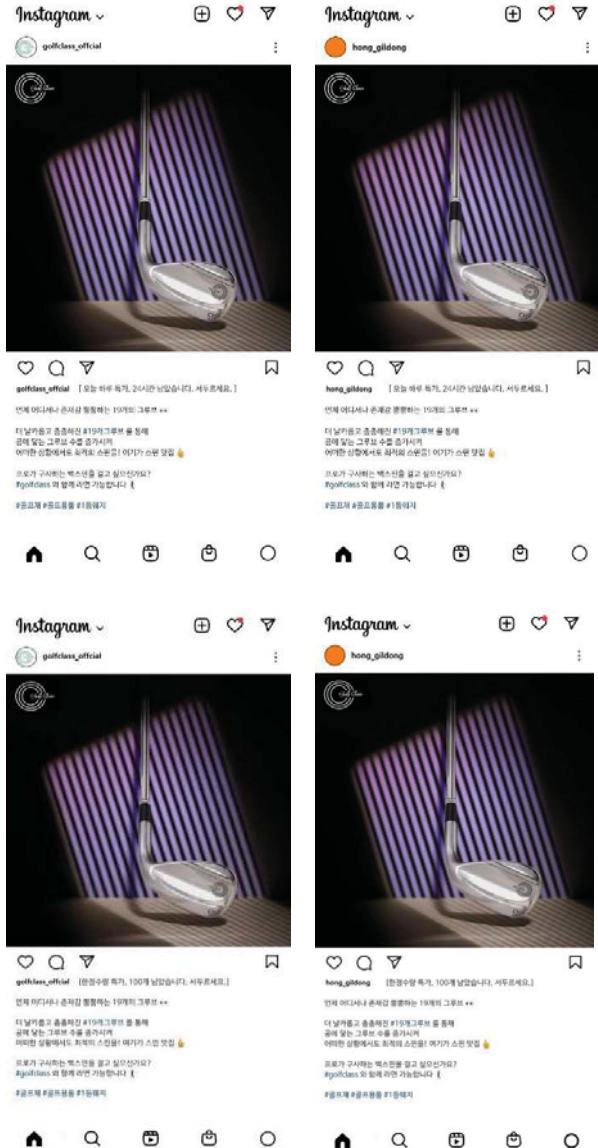 Instagram
golfclass_offcial
golfclass_offcial [ 오늘 하루 특가, 24시간 남았습니다. 서두르세요. ]
언제 어디서나 존재감 뿜뿜하는 19개의 그루브 👀
더 날카롭고 촘촘해진 #19개그루브 를 통해
공에 닿는 그루브 수를 증가시켜
어떠한 상황에서도 최적의 스핀을! 여기가 스핀 맛집 👆
프로가 구사하는 백스핀을 걸고 싶으신가요?
#golfclass 와 함께 라면 가능합니다
#골프채 #골프용품 #1등웨지
Instagram
hong_gildong
hong_gildong [ 오늘 하루 특가, 24시간 남았습니다. 서두르세요. ]
언제 어디서나 존재감 뿜뿜하는 19개의 그루브 👀
더 날카롭고 촘촘해진 #19개그루브 를 통해
공에 닿는 그루브 수를 증가시켜
어떠한 상황에서도 최적의 스핀을! 여기가 스핀 맛집 👆
프로가 구사하는 백스핀을 걸고 싶으신가요?
#golfclass 와 함께 라면 가능합니다
#골프채 #골프용품 #1등웨지
Instagram
golfclass_offcial
golfclass_offcial [한정수량 특가, 100개 남았습니다. 서두르세요.]
언제 어디서나 존재감 뿜뿜하는 19개의 그루브 👀
더 날카롭고 촘촘해진 #19개그루브 를 통해
공에 닿는 그루브 수를 증가시켜
어떠한 상황에서도 최적의 스핀을! 여기가 스핀 맛집 👆
프로가 구사하는 백스핀을 걸고 싶으신가요?
#golfclass 와 함께 라면 가능합니다
#골프채 #골프용품 #1등웨지
Instagram
hong_gildong
hong_gildong [한정수량 특가, 100개 남았습니다. 서두르세요.]
언제 어디서나 존재감 뿜뿜하는 19개의 그루브 👀
더 날카롭고 촘촘해진 #19개그루브 를 통해
공에 닿는 그루브 수를 증가시켜
어떠한 상황에서도 최적의 스핀을! 여기가 스핀 맛집 👆
프로가 구사하는 백스핀을 걸고 싶으신가요?
#golfclass 와 함께 라면 가능합니다
#골프채 #골프용품 #1등웨지